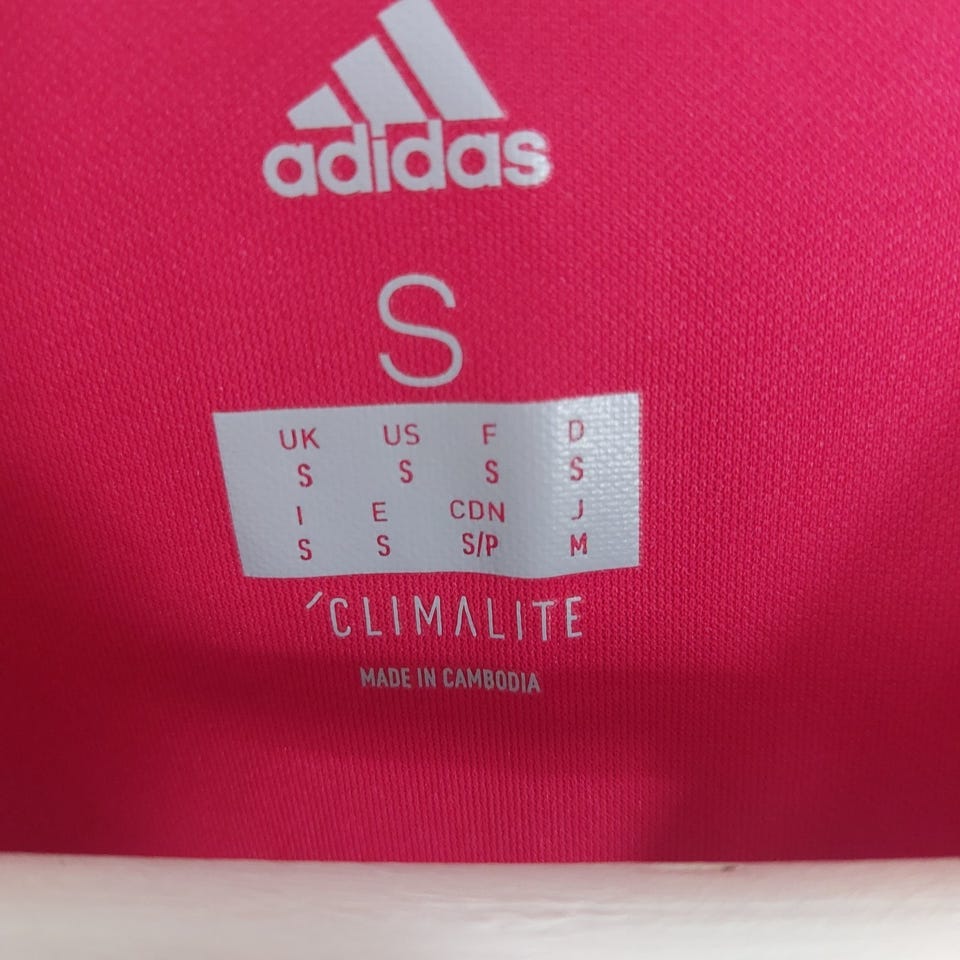 adidas
S
UK US F D
S S S S
I E CDN J
S S S/P M
´CLIMALITE
MADE IN CAMBODIA